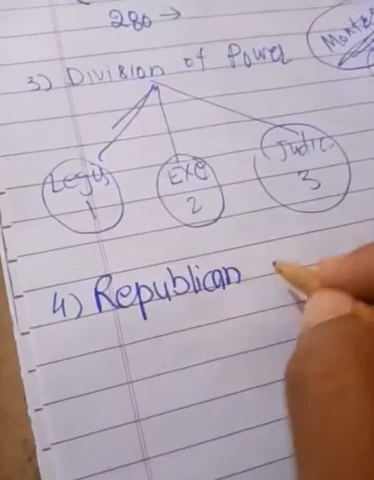 280 →
3) Division of Power
Legis Exe Judic
1 2 3
4) Republican